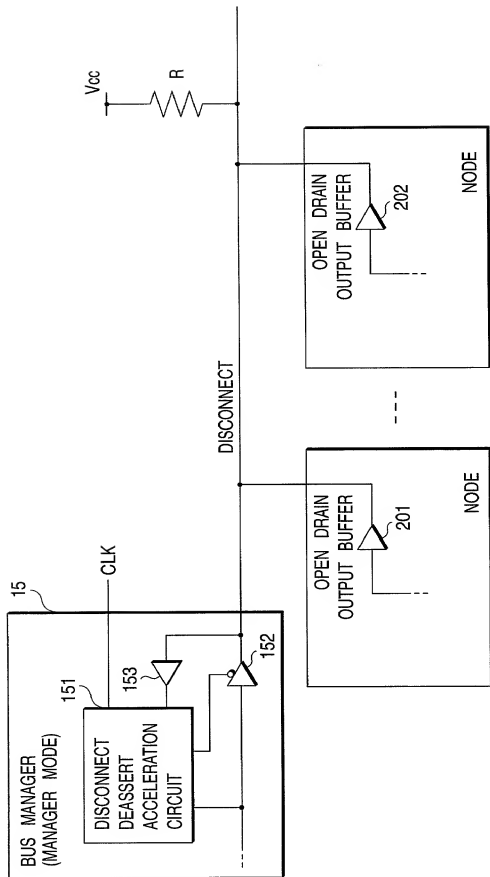 BUS MANAGER
(MANAGER MODE)
15
151
DISCONNECT
DEASSERT
ACCELERATION
CIRCUIT
CLK
153
152
DISCONNECT
Vcc
R
OPEN DRAIN
OUTPUT BUFFER
201
NODE
OPEN DRAIN
OUTPUT BUFFER
202
NODE